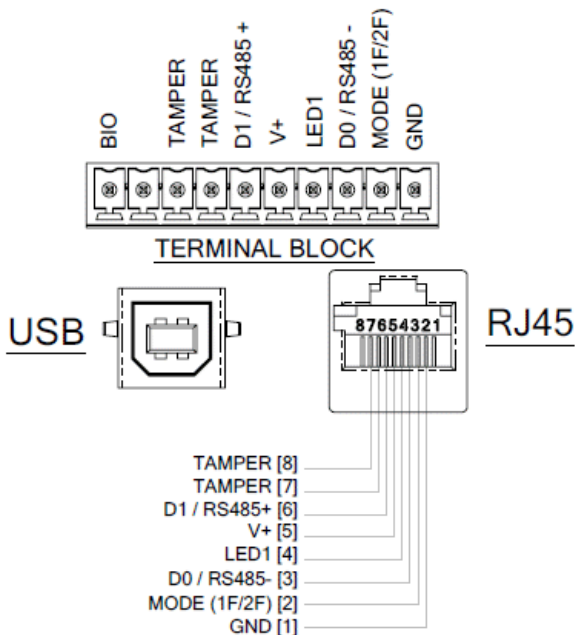 BIO
TAMPER
TAMPER
D1 / RS485 +
V+
LED1
D0 / RS485 -
MODE (1F/2F)
GND
TERMINAL BLOCK
USB
RJ45
87654321
TAMPER [8]
TAMPER [7]
D1 / RS485+ [6]
V+ [5]
LED1 [4]
D0 / RS485- [3]
MODE (1F/2F) [2]
GND [1]